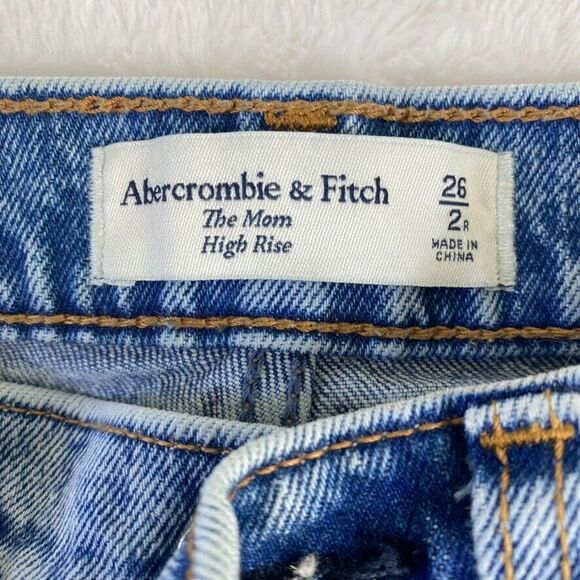 Abercrombie & Fitch
The Mom
High Rise
26
2R
MADE IN
CHINA